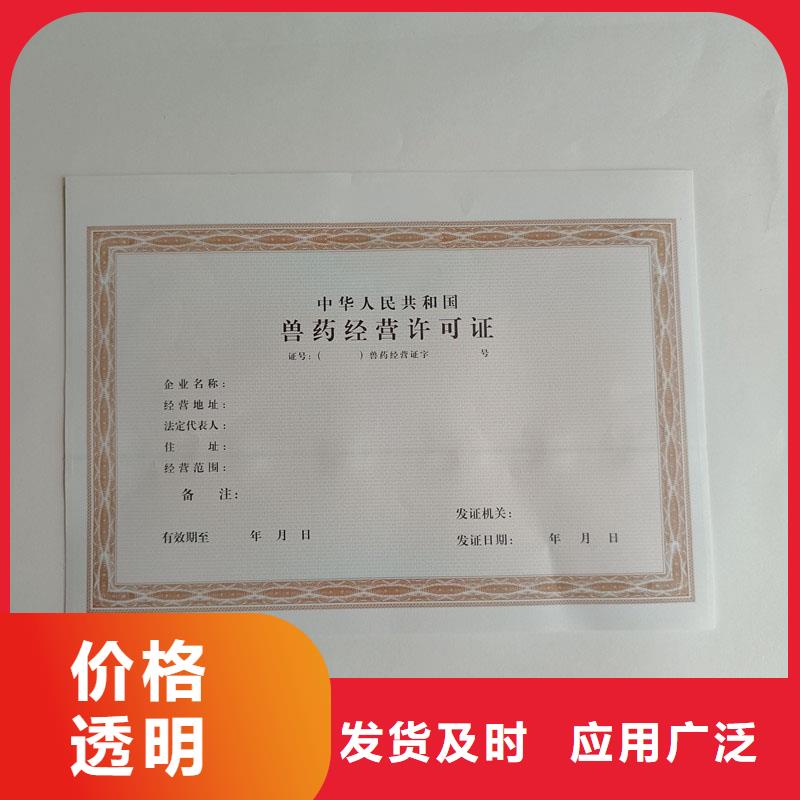 中华人民共和国
兽药经营许可证
证号:( )兽药经营证字 号
企业名称:
经营地址:
法定代表人:
住 址:
经营范围:
备 注:
发证机关:
有效期至 年 月 日
发证日期: 年 月 日
价格
透明
发货及时 应用广泛